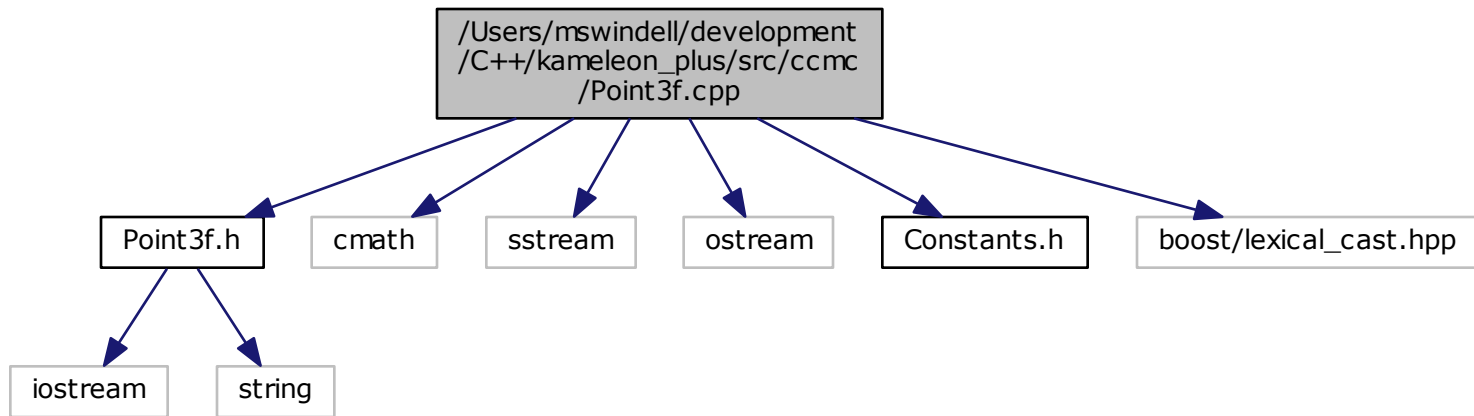 /Users/mswindell/development
/C++/kameleon_plus/src/ccmc
/Point3f.cpp
Point3f.h
cmath
sstream
ostream
Constants.h
boost/lexical_cast.hpp
iostream
string